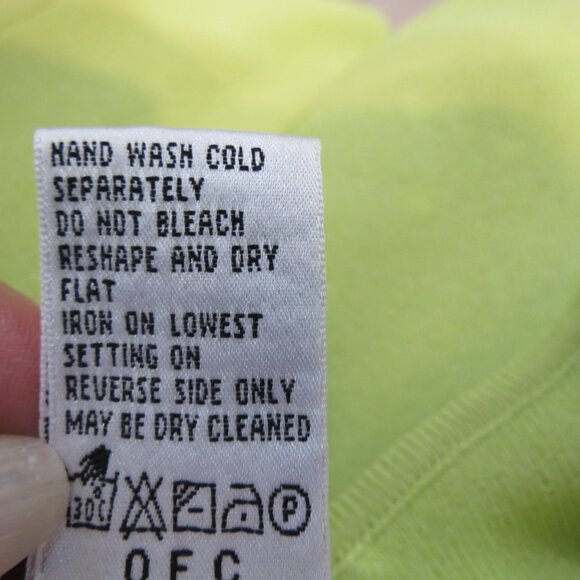 HAND WASH COLD
SEPARATELY
DO NOT BLEACH
RESHAPE AND DRY
FLAT
IRON ON LOWEST
SETTING ON
REVERSE SIDE ONLY
MAY BE DRY CLEANED
30° P
O F C